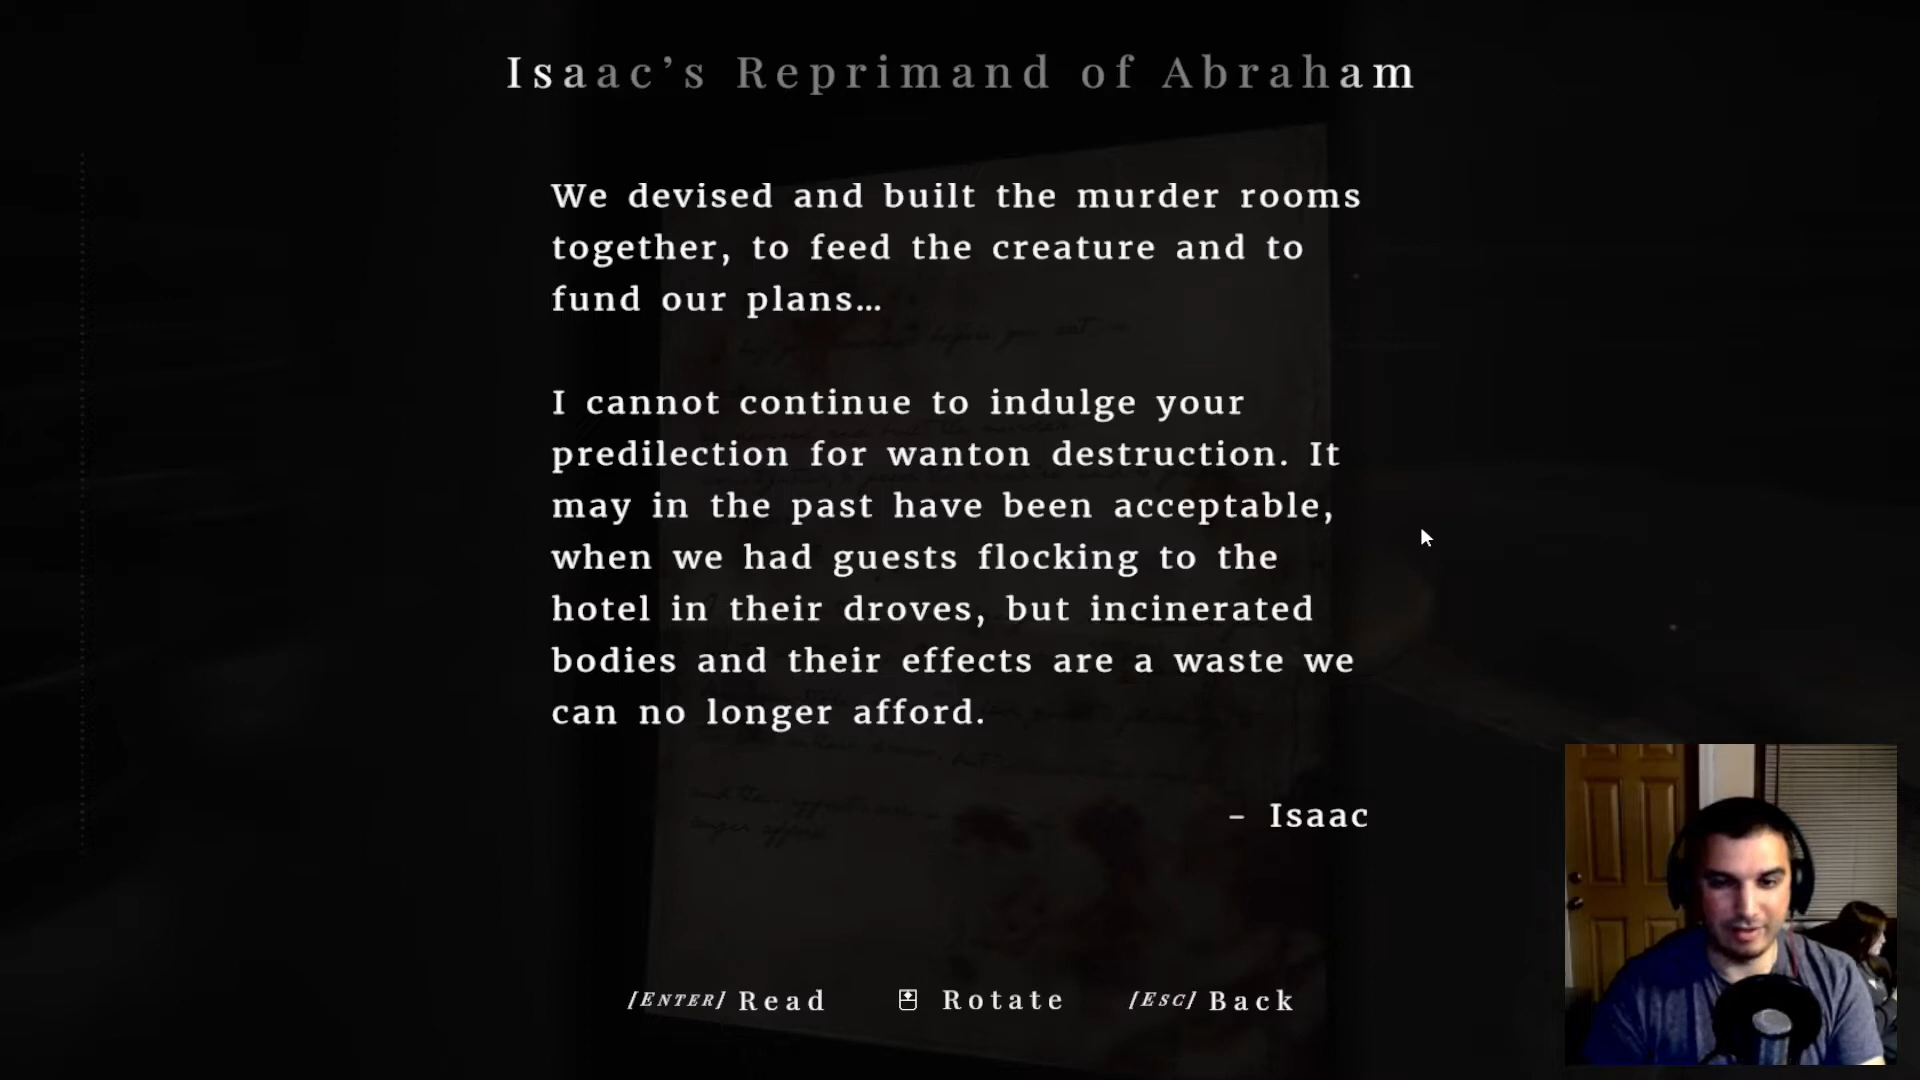 Isaac's Reprimand of Abraham
We devised and built the murder rooms
together, to feed the creature and to
fund our plans...
I cannot continue to indulge your
predilection for wanton destruction. It
may in the past have been acceptable,
when we had guests flocking to the
hotel in their droves, but incinerated
bodies and their effects are a waste we
can no longer afford.
– Isaac
[ENTER] Read Rotate [ESC] Back